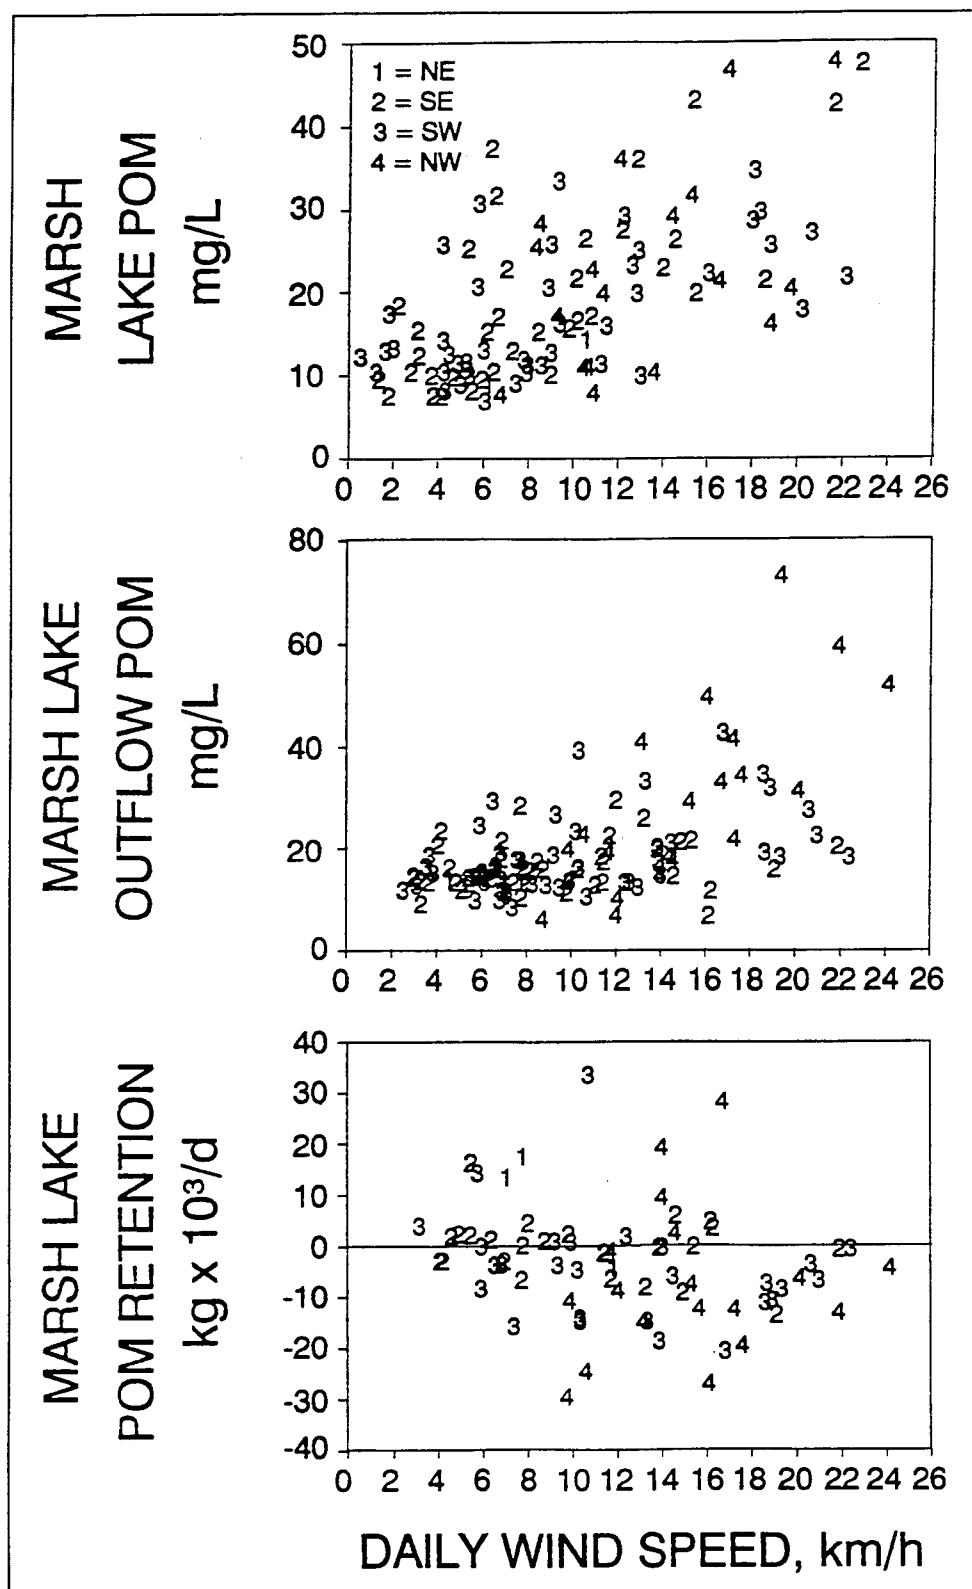 MARSH
LAKE POM
mg/L
50
40
30
20
10
0
1 = NE
2 = SE
3 = SW
4 = NW
0 2 4 6 8 10 12 14 16 18 20 22 24 26
MARSH LAKE
OUTFLOW POM
mg/L
80
60
40
20
0
0 2 4 6 8 10 12 14 16 18 20 22 24 26
MARSH LAKE
POM RETENTION
kg x 10³/d
40
30
20
10
0
-10
-20
-30
-40
0 2 4 6 8 10 12 14 16 18 20 22 24 26
DAILY WIND SPEED, km/h